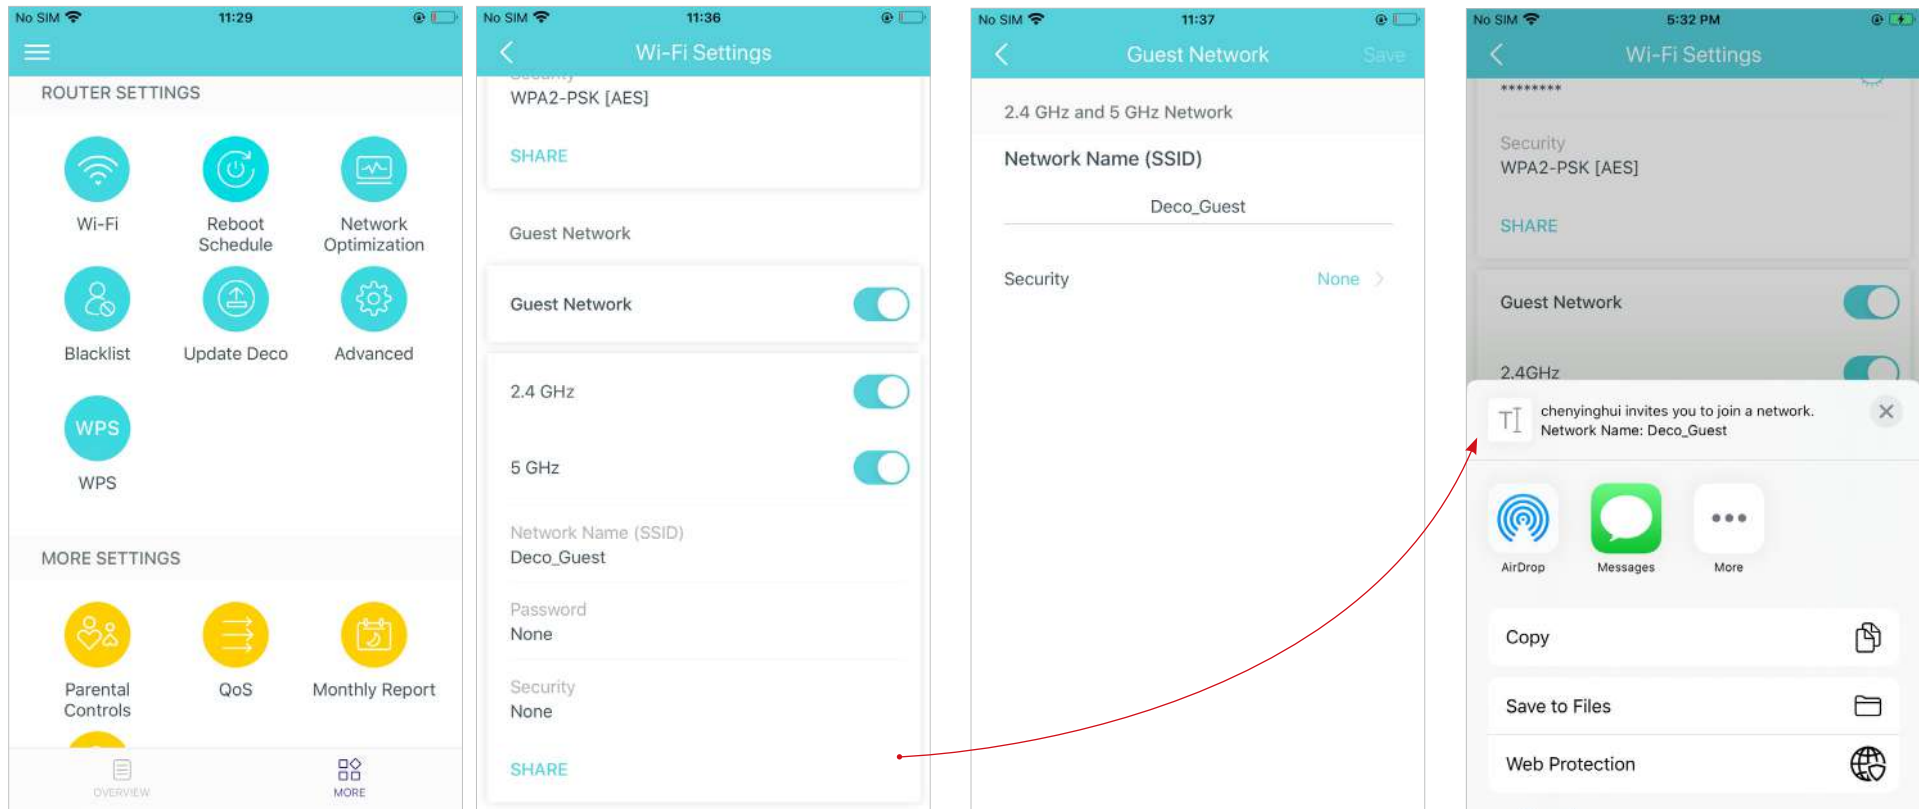 No SIM 11:29
ROUTER SETTINGS
Wi-Fi
Reboot
Schedule
Network
Optimization
Blacklist
Update Deco
Advanced
WPS
WPS
MORE SETTINGS
Parental
Controls
QoS
Monthly Report
OVERVIEW
MORE
No SIM 11:36
Wi-Fi Settings
Security
WPA2-PSK [AES]
SHARE
Guest Network
Guest Network
2.4 GHz
5 GHz
Network Name (SSID)
Deco_Guest
Password
None
Security
None
SHARE
No SIM 11:37
Guest Network Save
2.4 GHz and 5 GHz Network
Network Name (SSID)
Deco_Guest
Security None
No SIM 5:32 PM
Wi-Fi Settings
********
Security
WPA2-PSK [AES]
SHARE
Guest Network
2.4GHz
chenyinghui invites you to join a network.
Network Name: Deco_Guest
AirDrop
Messages
More
Copy
Save to Files
Web Protection